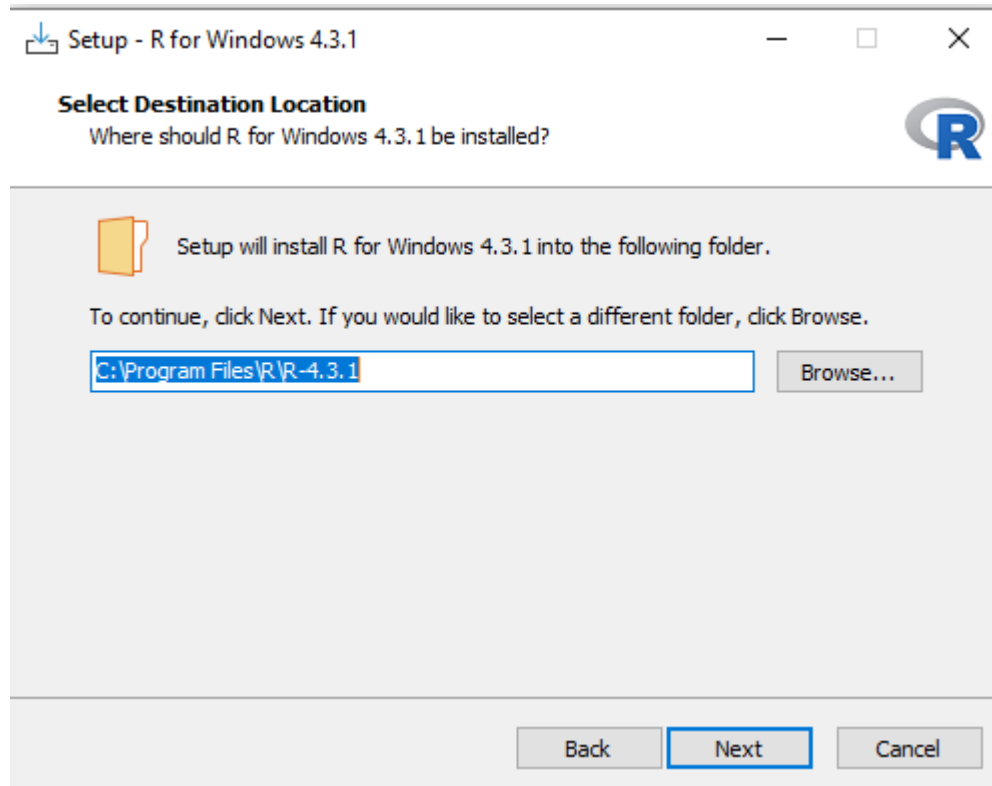 Setup - R for Windows 4.3.1
Select Destination Location
Where should R for Windows 4.3.1 be installed?
R
Setup will install R for Windows 4.3.1 into the following folder.
To continue, click Next. If you would like to select a different folder, click Browse.
C:\Program Files\R\R-4.3.1
Browse...
Back
Next
Cancel